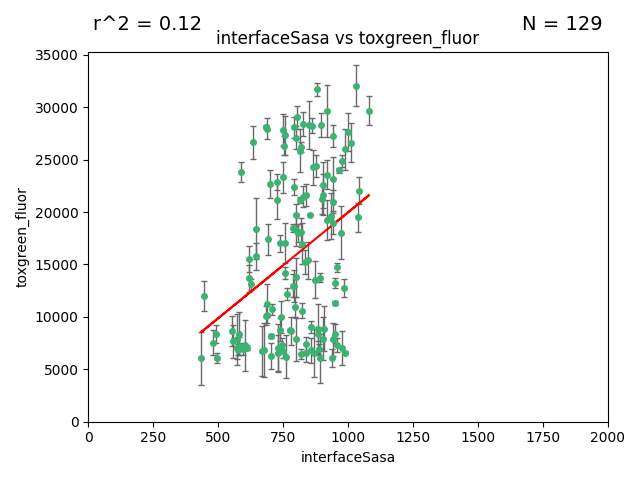 r^2 = 0.12
N = 129
interfaceSasa vs toxgreen_fluor
35000
30000
25000
20000
15000
10000
5000
0
toxgreen_fluor
0 250 500 750 1000 1250 1500 1750 2000
interfaceSasa